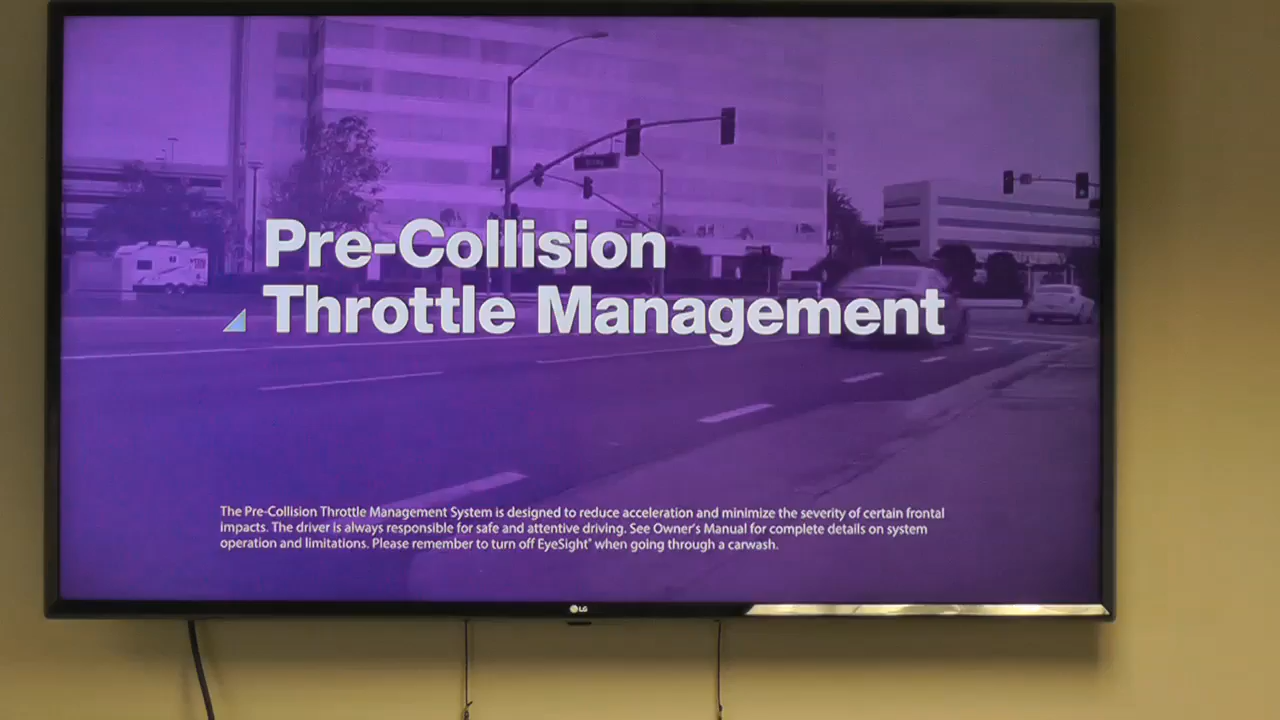 Pre-Collision
Throttle Management
The Pre-Collision Throttle Management System is designed to reduce acceleration and minimize the severity of certain frontal
impacts. The driver is always responsible for safe and attentive driving. See Owner's Manual for complete details on system
operation and limitations. Please remember to turn off EyeSight® when going through a carwash.
LG